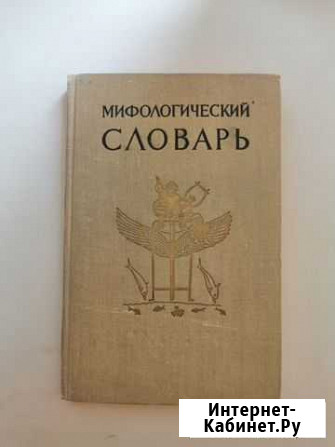 МИФОЛОГИЧЕСКИЙ
СЛОВАРЬ
Интернет-
Кабинет.Ру